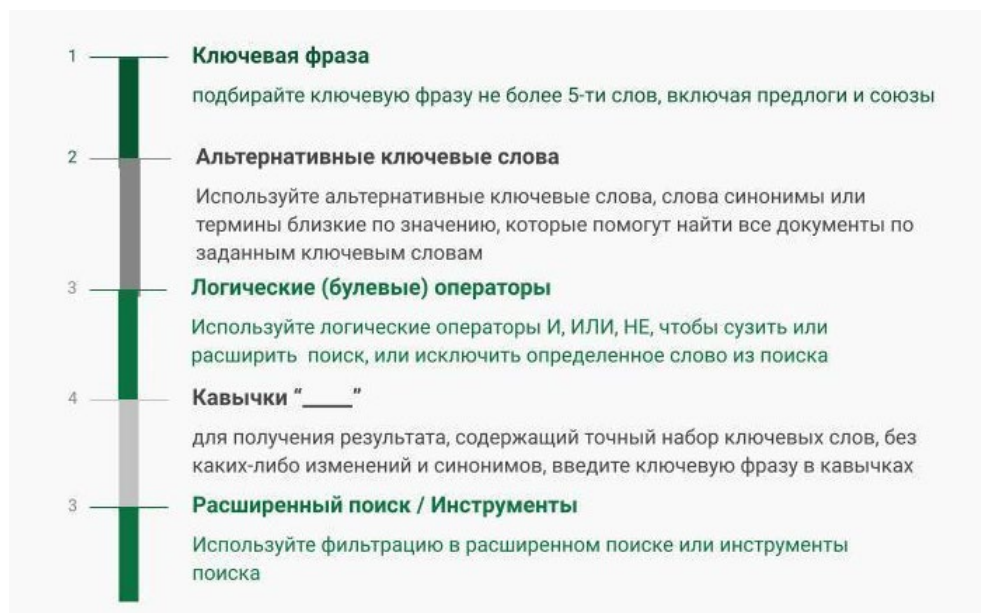 1 Ключевая фраза
подбирайте ключевую фразу не более 5-ти слов, включая предлоги и союзы
2 Альтернативные ключевые слова
Используйте альтернативные ключевые слова, слова синонимы или
термины близкие по значению, которые помогут найти все документы по
заданным ключевым словам
3 Логические (булевые) операторы
Используйте логические операторы И, ИЛИ, НЕ, чтобы сузить или
расширить поиск, или исключить определенное слово из поиска
4 Кавычки “_____”
для получения результата, содержащий точный набор ключевых слов, без
каких-либо изменений и синонимов, введите ключевую фразу в кавычках
3 Расширенный поиск / Инструменты
Используйте фильтрацию в расширенном поиске или инструменты
поиска